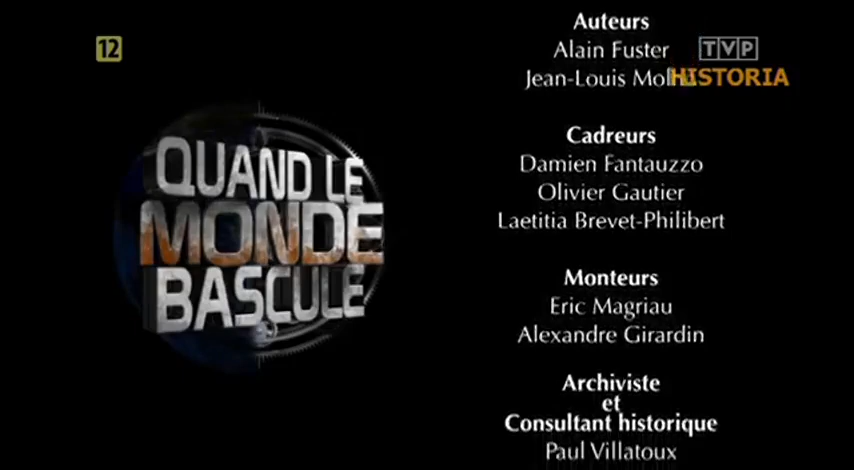 12
QUAND LE
MONDE
BASCULE
Auteurs
Alain Fuster
Jean-Louis
TVP
HISTORIA
Cadreurs
Damien Fantauzzo
Olivier Gautier
Laetitia Brevet-Philibert
Monteurs
Eric Magriau
Alexandre Girardin
Archiviste
et
Consultant historique
Paul Villatoux